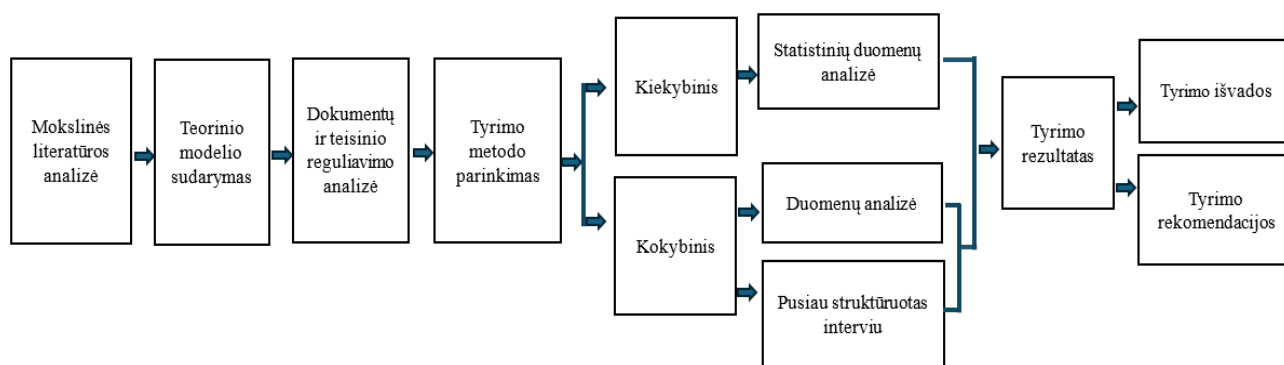 Mokslinės
literatūros
analizė
Teorinio
modelio
sudarymas
Dokumentų
ir teisinio
reguliavimo
analizė
Tyrimo
metodo
parinkimas
Kiekybinis
Statistinių duomenų
analizė
Kokybinis
Duomenų analizė
Pusiau struktūruotas
interviu
Tyrimo
rezultatas
Tyrimo išvados
Tyrimo
rekomendacijos